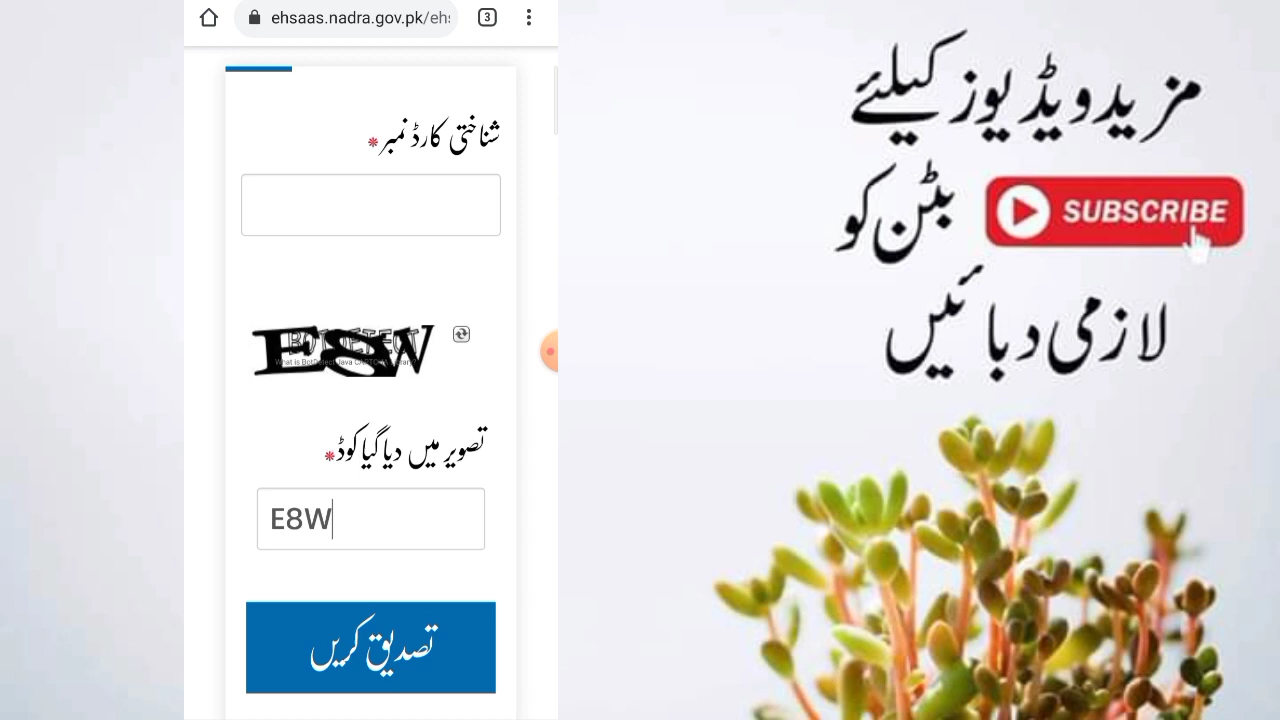 ehsaas.nadra.gov.pk/ehs
3
شناختی کارڈ نمبر *
E8W
تصویر میں دیا گیا کوڈ*
E8W
تصدیق کریں
مزید ویڈیوز کیلئے
SUBSCRIBE بٹن کو
لازمی دبائیں